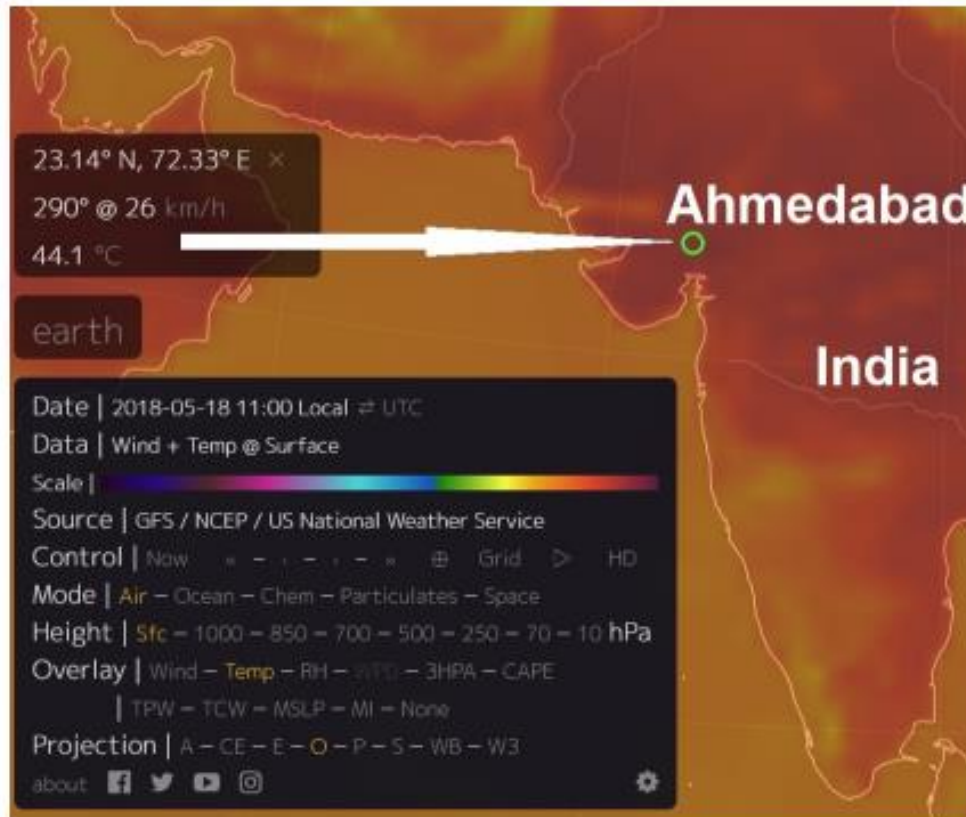 23.14° N, 72.33° E ×
290° @ 26 km/h
44.1 °C
Ahmedabad
earth
India
Date | 2018-05-18 11:00 Local ⇄ UTC
Data | Wind + Temp @ Surface
Scale |
Source | GFS / NCEP / US National Weather Service
Control | Now « – ‹ – › – » ⊕ Grid ▷ HD
Mode | Air – Ocean – Chem – Particulates – Space
Height | Sfc – 1000 – 850 – 700 – 500 – 250 – 70 – 10 hPa
Overlay | Wind – Temp – RH – WPD – 3HPA – CAPE
| TPW – TCW – MSLP – MI – None
Projection | A – CE – E – O – P – S – WB – W3
about